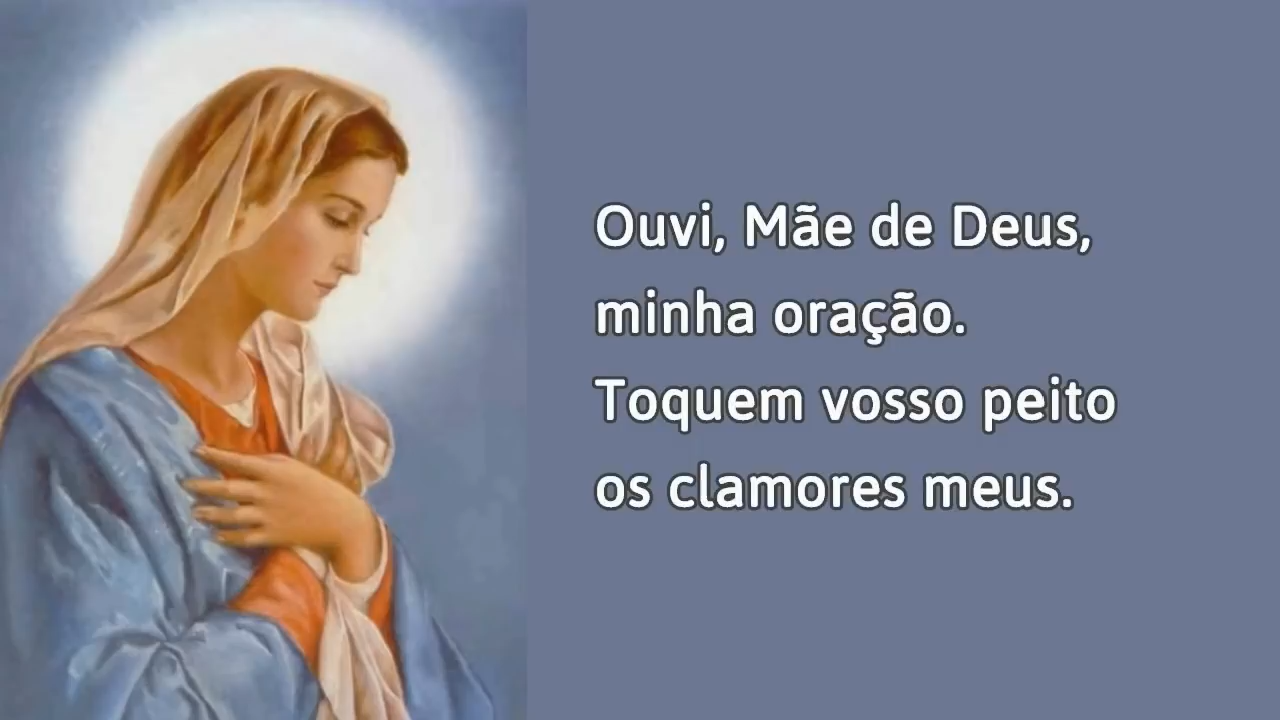 Ouvi, Mãe de Deus,
minha oração.
Toquem vosso peito
os clamores meus.